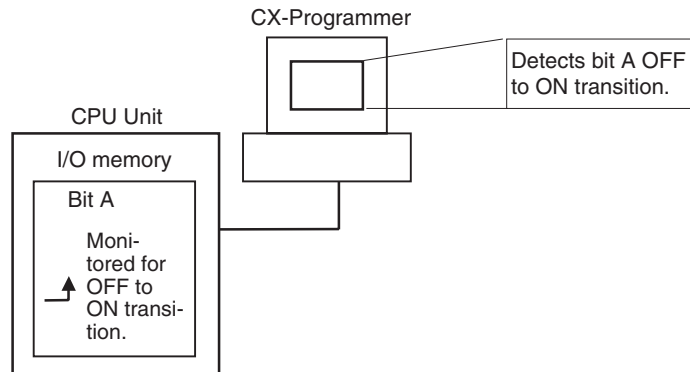 CX-Programmer
Detects bit A OFF
to ON transition.
CPU Unit
I/O memory
Bit A
Moni-
tored for
OFF to
ON transi-
tion.